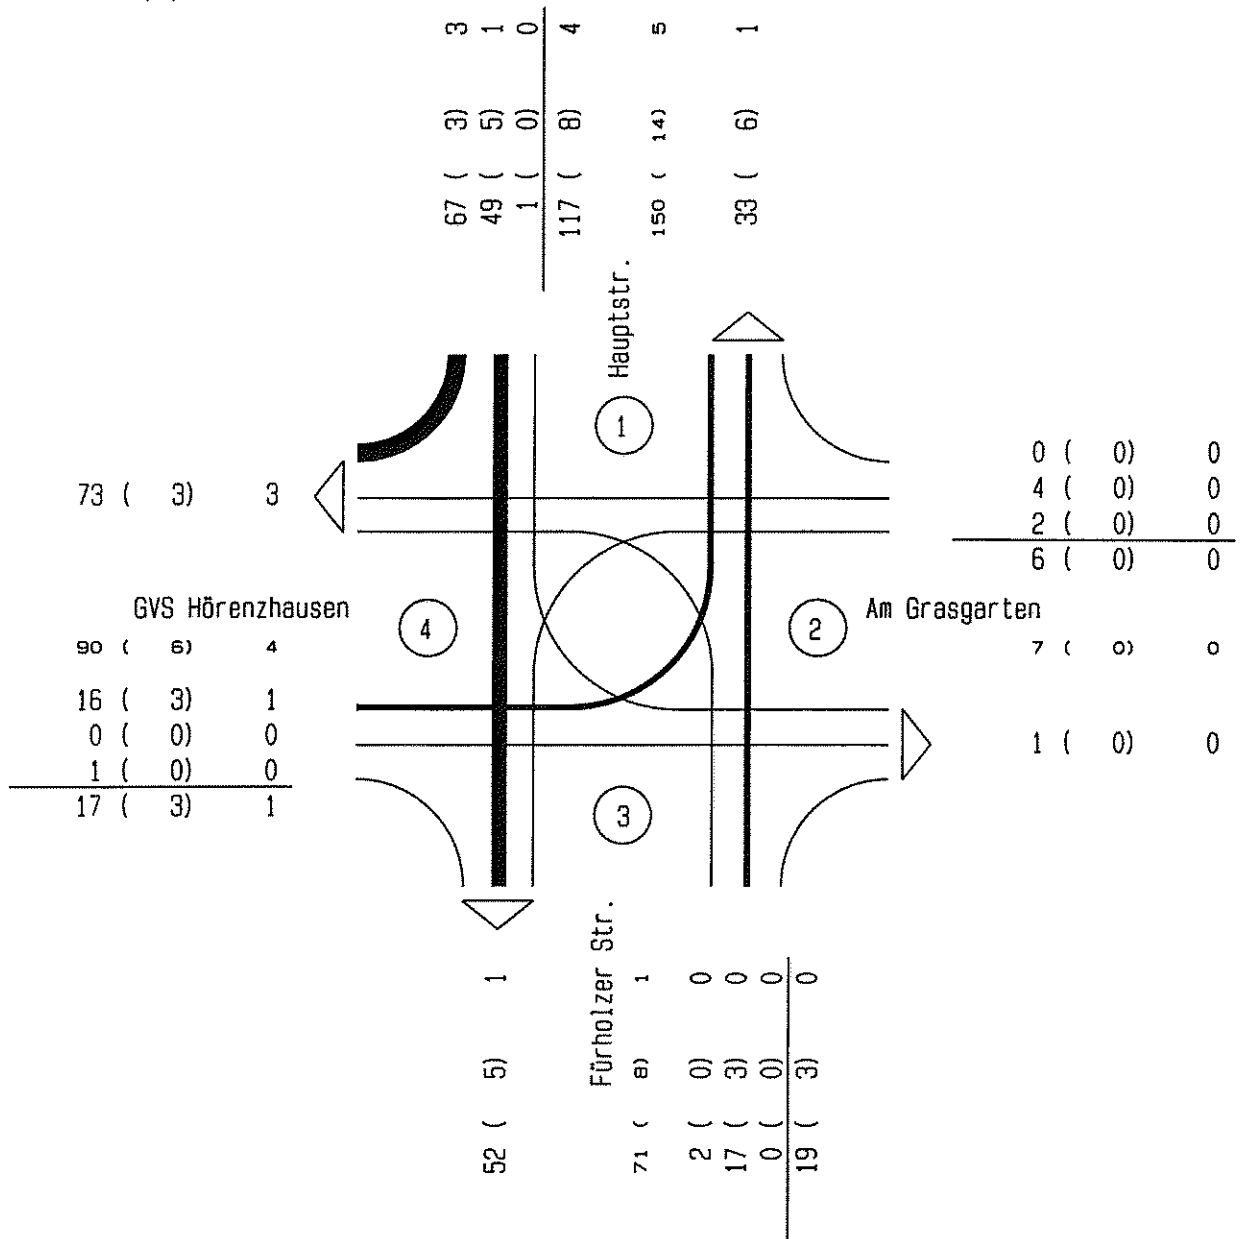 67 ( 3) 3
49 ( 5) 1
1 ( 0) 0
117 ( 8) 4
150 ( 14) 5
33 ( 6) 1
Hauptstr.
1
73 ( 3) 3
0 ( 0) 0
4 ( 0) 0
2 ( 0) 0
6 ( 0) 0
GVS Hörenzhausen
4
2
Am Grasgarten
90 ( 6) 4
7 ( 0) 0
16 ( 3) 1
0 ( 0) 0
1 ( 0) 0
17 ( 3) 1
1 ( 0) 0
3
Fürholzer Str.
52 ( 5) 1
71 ( 8) 1
2 ( 0) 0
17 ( 3) 0
0 ( 0) 0
19 ( 3) 0